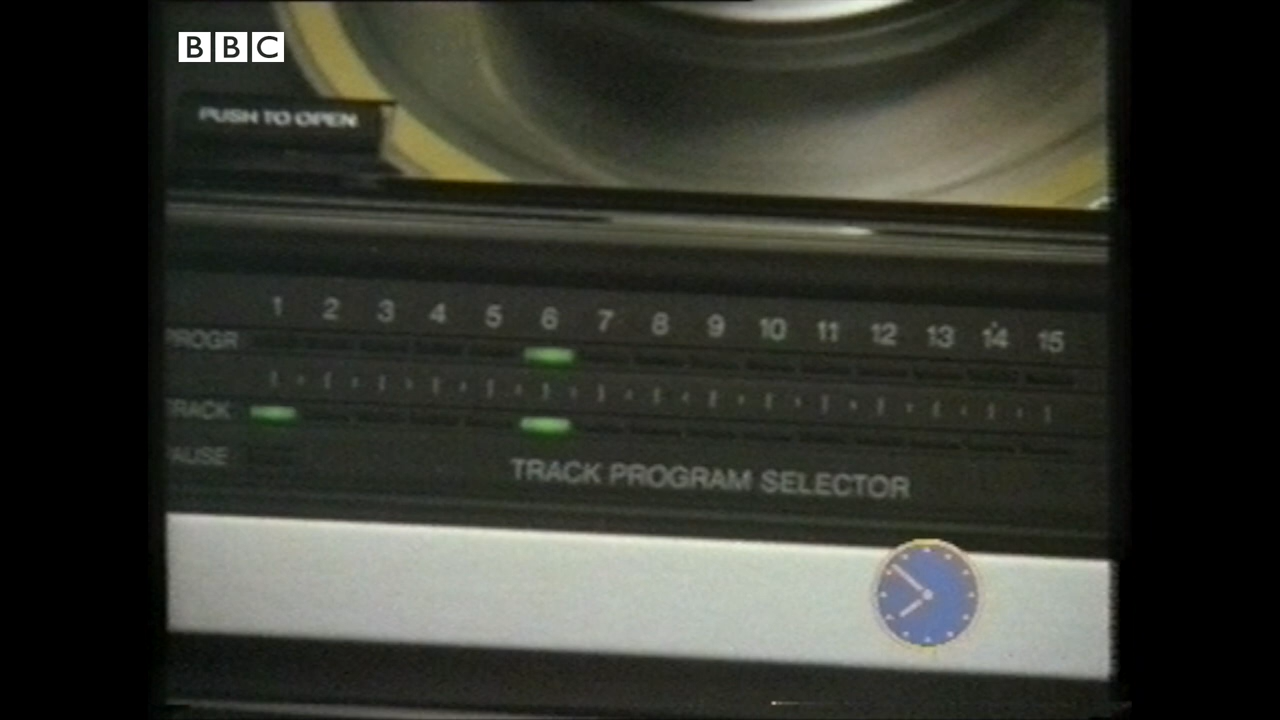 BBC
PUSH TO OPEN
1 2 3 4 5 6 7 8 9 10 11 12 13 14 15
PROGR
TRACK
PAUSE
TRACK PROGRAM SELECTOR